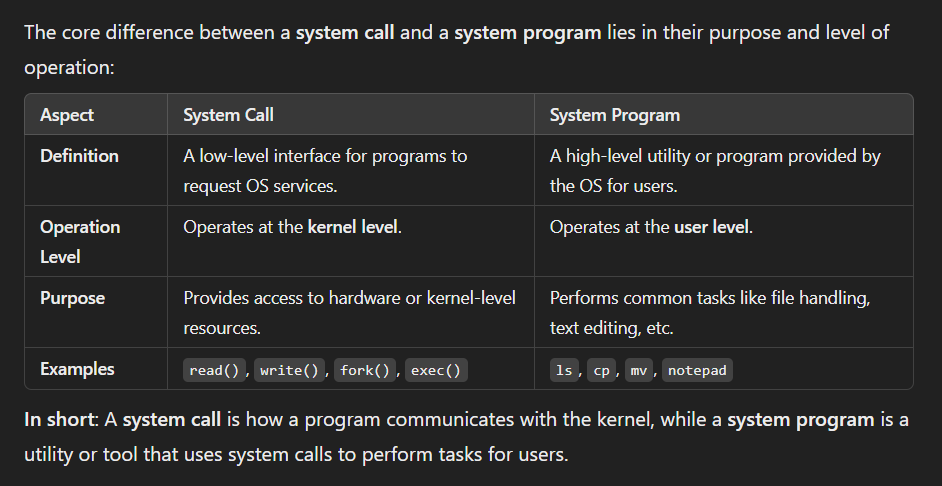 The core difference between a system call and a system program lies in their purpose and level of
operation:
Aspect System Call System Program
Definition A low-level interface for programs to A high-level utility or program provided by
request OS services. the OS for users.
Operation Operates at the kernel level. Operates at the user level.
Level
Purpose Provides access to hardware or kernel-level Performs common tasks like file handling,
resources. text editing, etc.
Examples read(), write(), fork(), exec() ls, cp, mv, notepad
In short: A system call is how a program communicates with the kernel, while a system program is a
utility or tool that uses system calls to perform tasks for users.